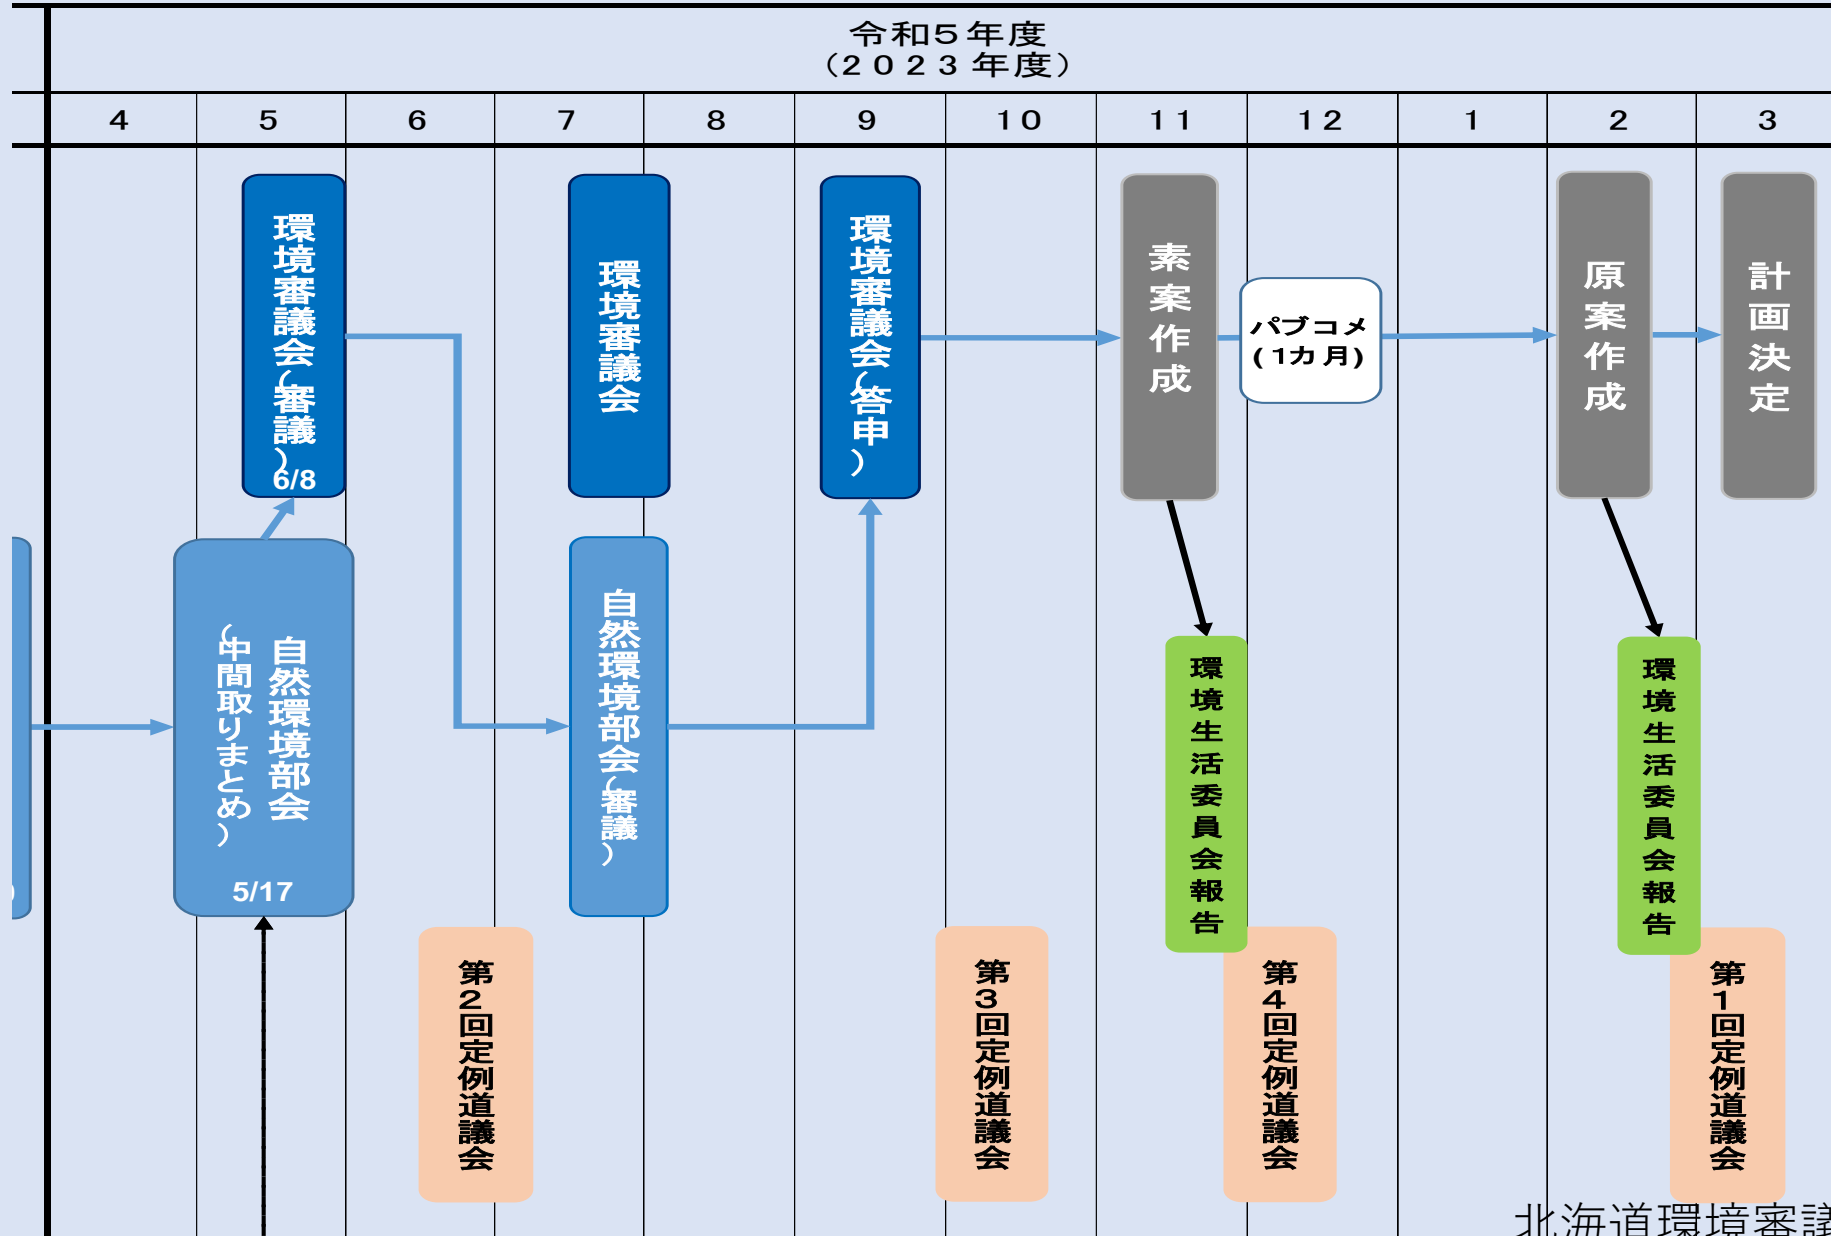 令和5年度
（2023年度）
4 5 6 7 8 9 10 11 12 1 2 3
環境審議会(審議)
6/8
環境審議会
環境審議会(答申)
素案作成
パブコメ
(1カ月)
原案作成
計画決定
自然環境部会
(中間取りまとめ)
5/17
自然環境部会(審議)
環境生活委員会報告
環境生活委員会報告
第2回定例道議会
第3回定例道議会
第4回定例道議会
第1回定例道議会
北海道環境審議